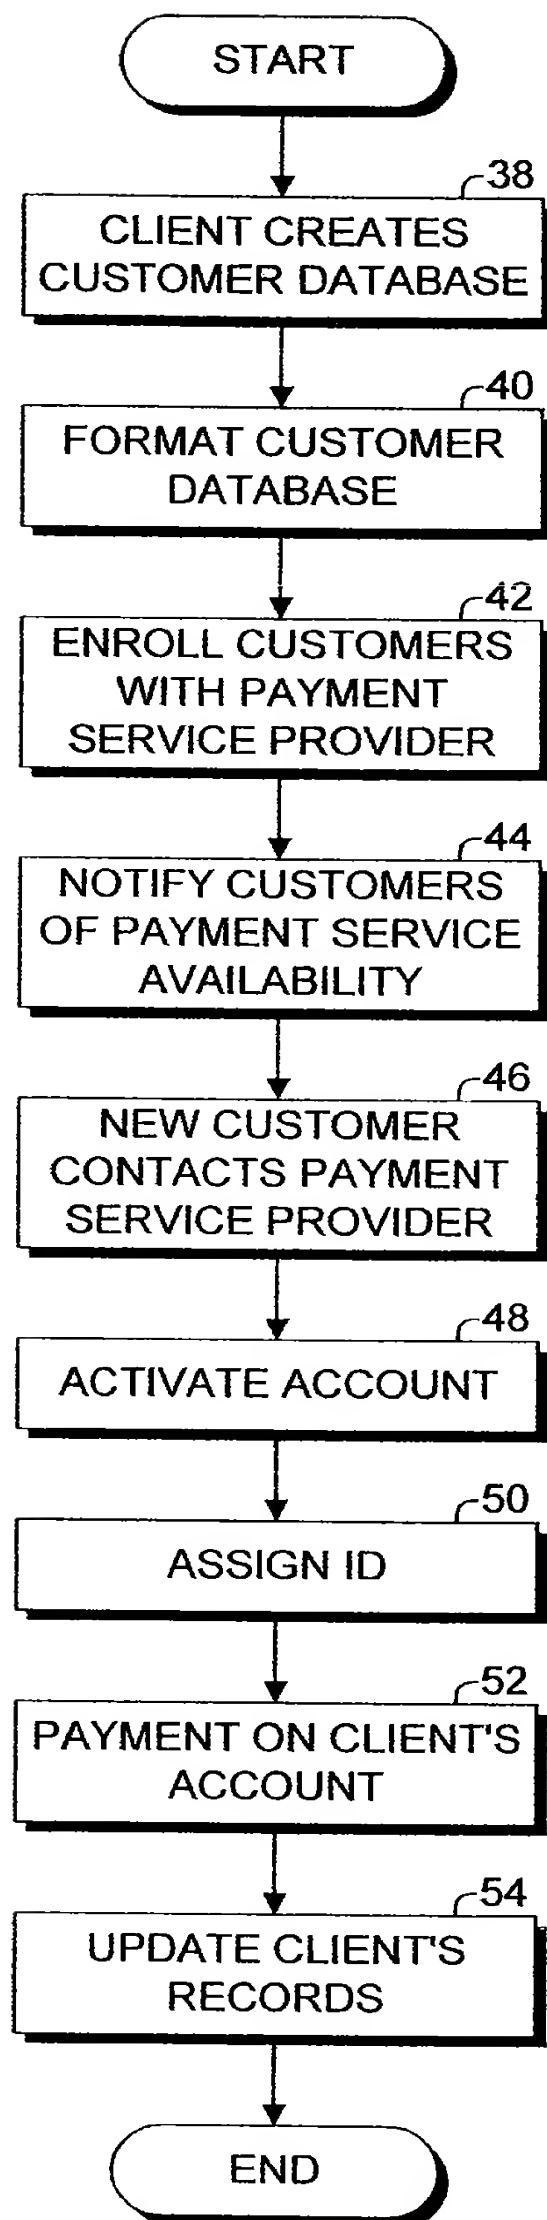 START
38
CLIENT CREATES
CUSTOMER DATABASE
40
FORMAT CUSTOMER
DATABASE
42
ENROLL CUSTOMERS
WITH PAYMENT
SERVICE PROVIDER
44
NOTIFY CUSTOMERS
OF PAYMENT SERVICE
AVAILABILITY
46
NEW CUSTOMER
CONTACTS PAYMENT
SERVICE PROVIDER
48
ACTIVATE ACCOUNT
50
ASSIGN ID
52
PAYMENT ON CLIENT'S
ACCOUNT
54
UPDATE CLIENT'S
RECORDS
END